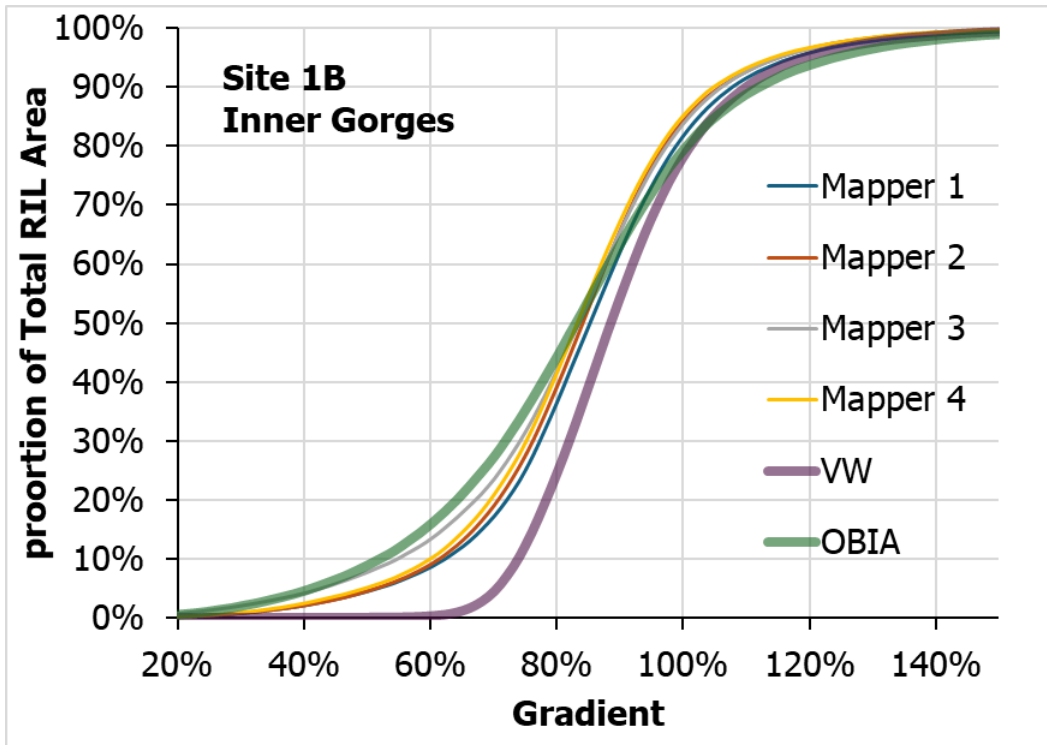 100%
90%
80%
70%
60%
50%
40%
30%
20%
10%
0%
proortion of Total RIL Area
Site 1B
Inner Gorges
Mapper 1
Mapper 2
Mapper 3
Mapper 4
VW
OBIA
20%
40%
60%
80%
100%
120%
140%
Gradient